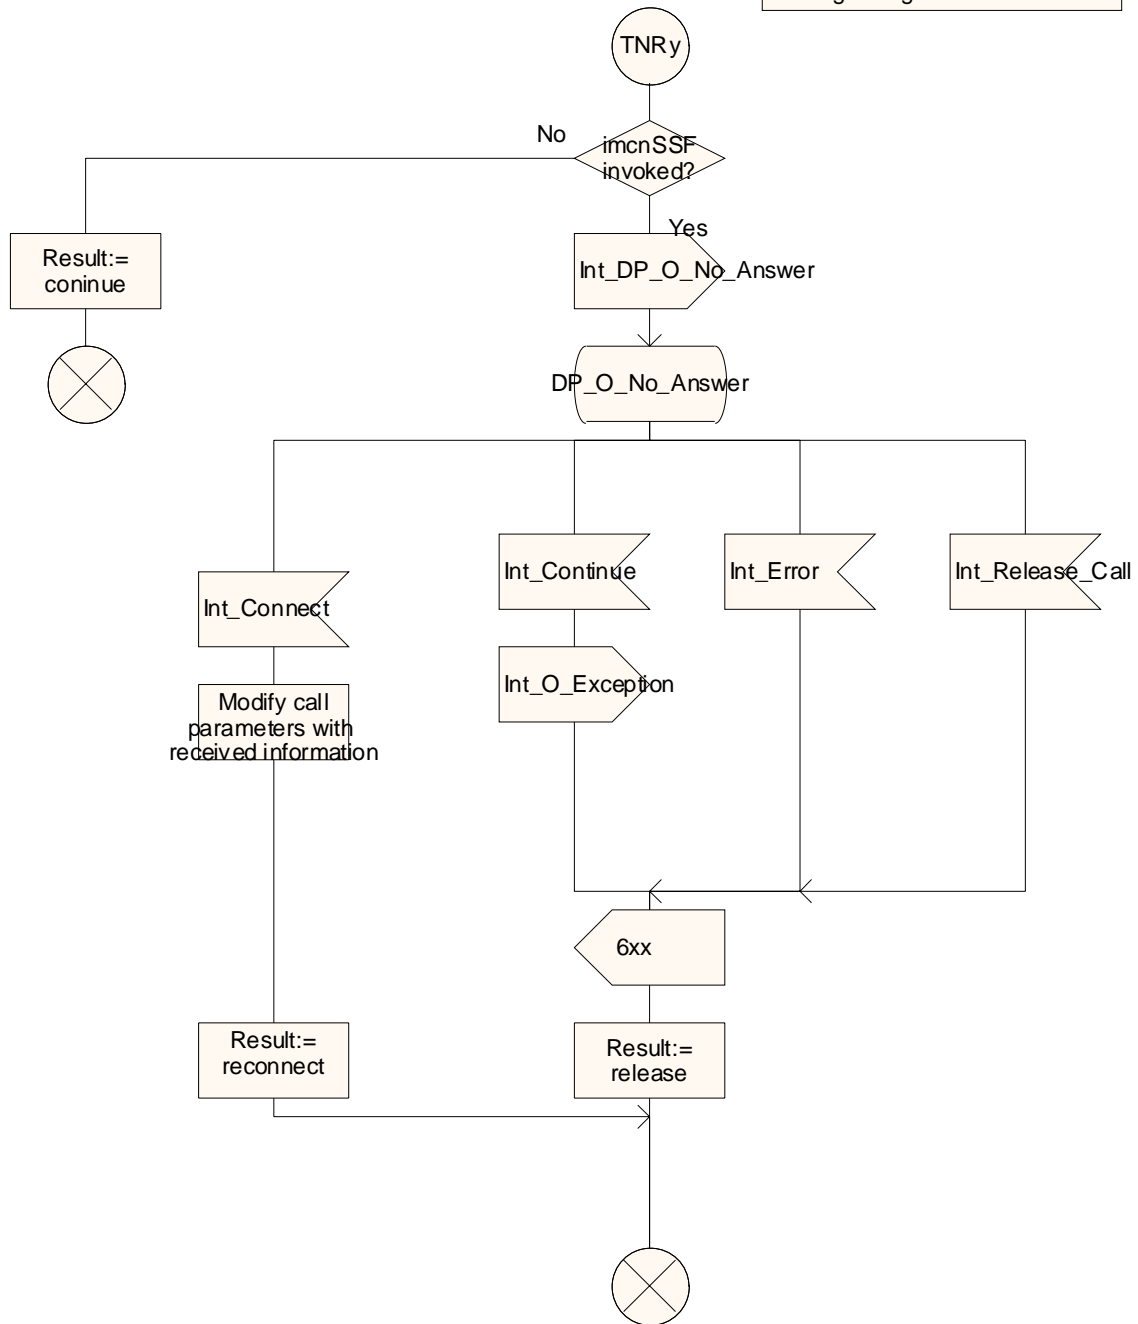 TNRy
No
imcnSSF
invoked?
Yes
Result:=
coninue
Int_DP_O_No_Answer
DP_O_No_Answer
Int_Connect
Int_Continue
Int_Error
Int_Release_Call
Modify call
parameters with
received information
Int_O_Exception
6xx
Result:=
reconnect
Result:=
release